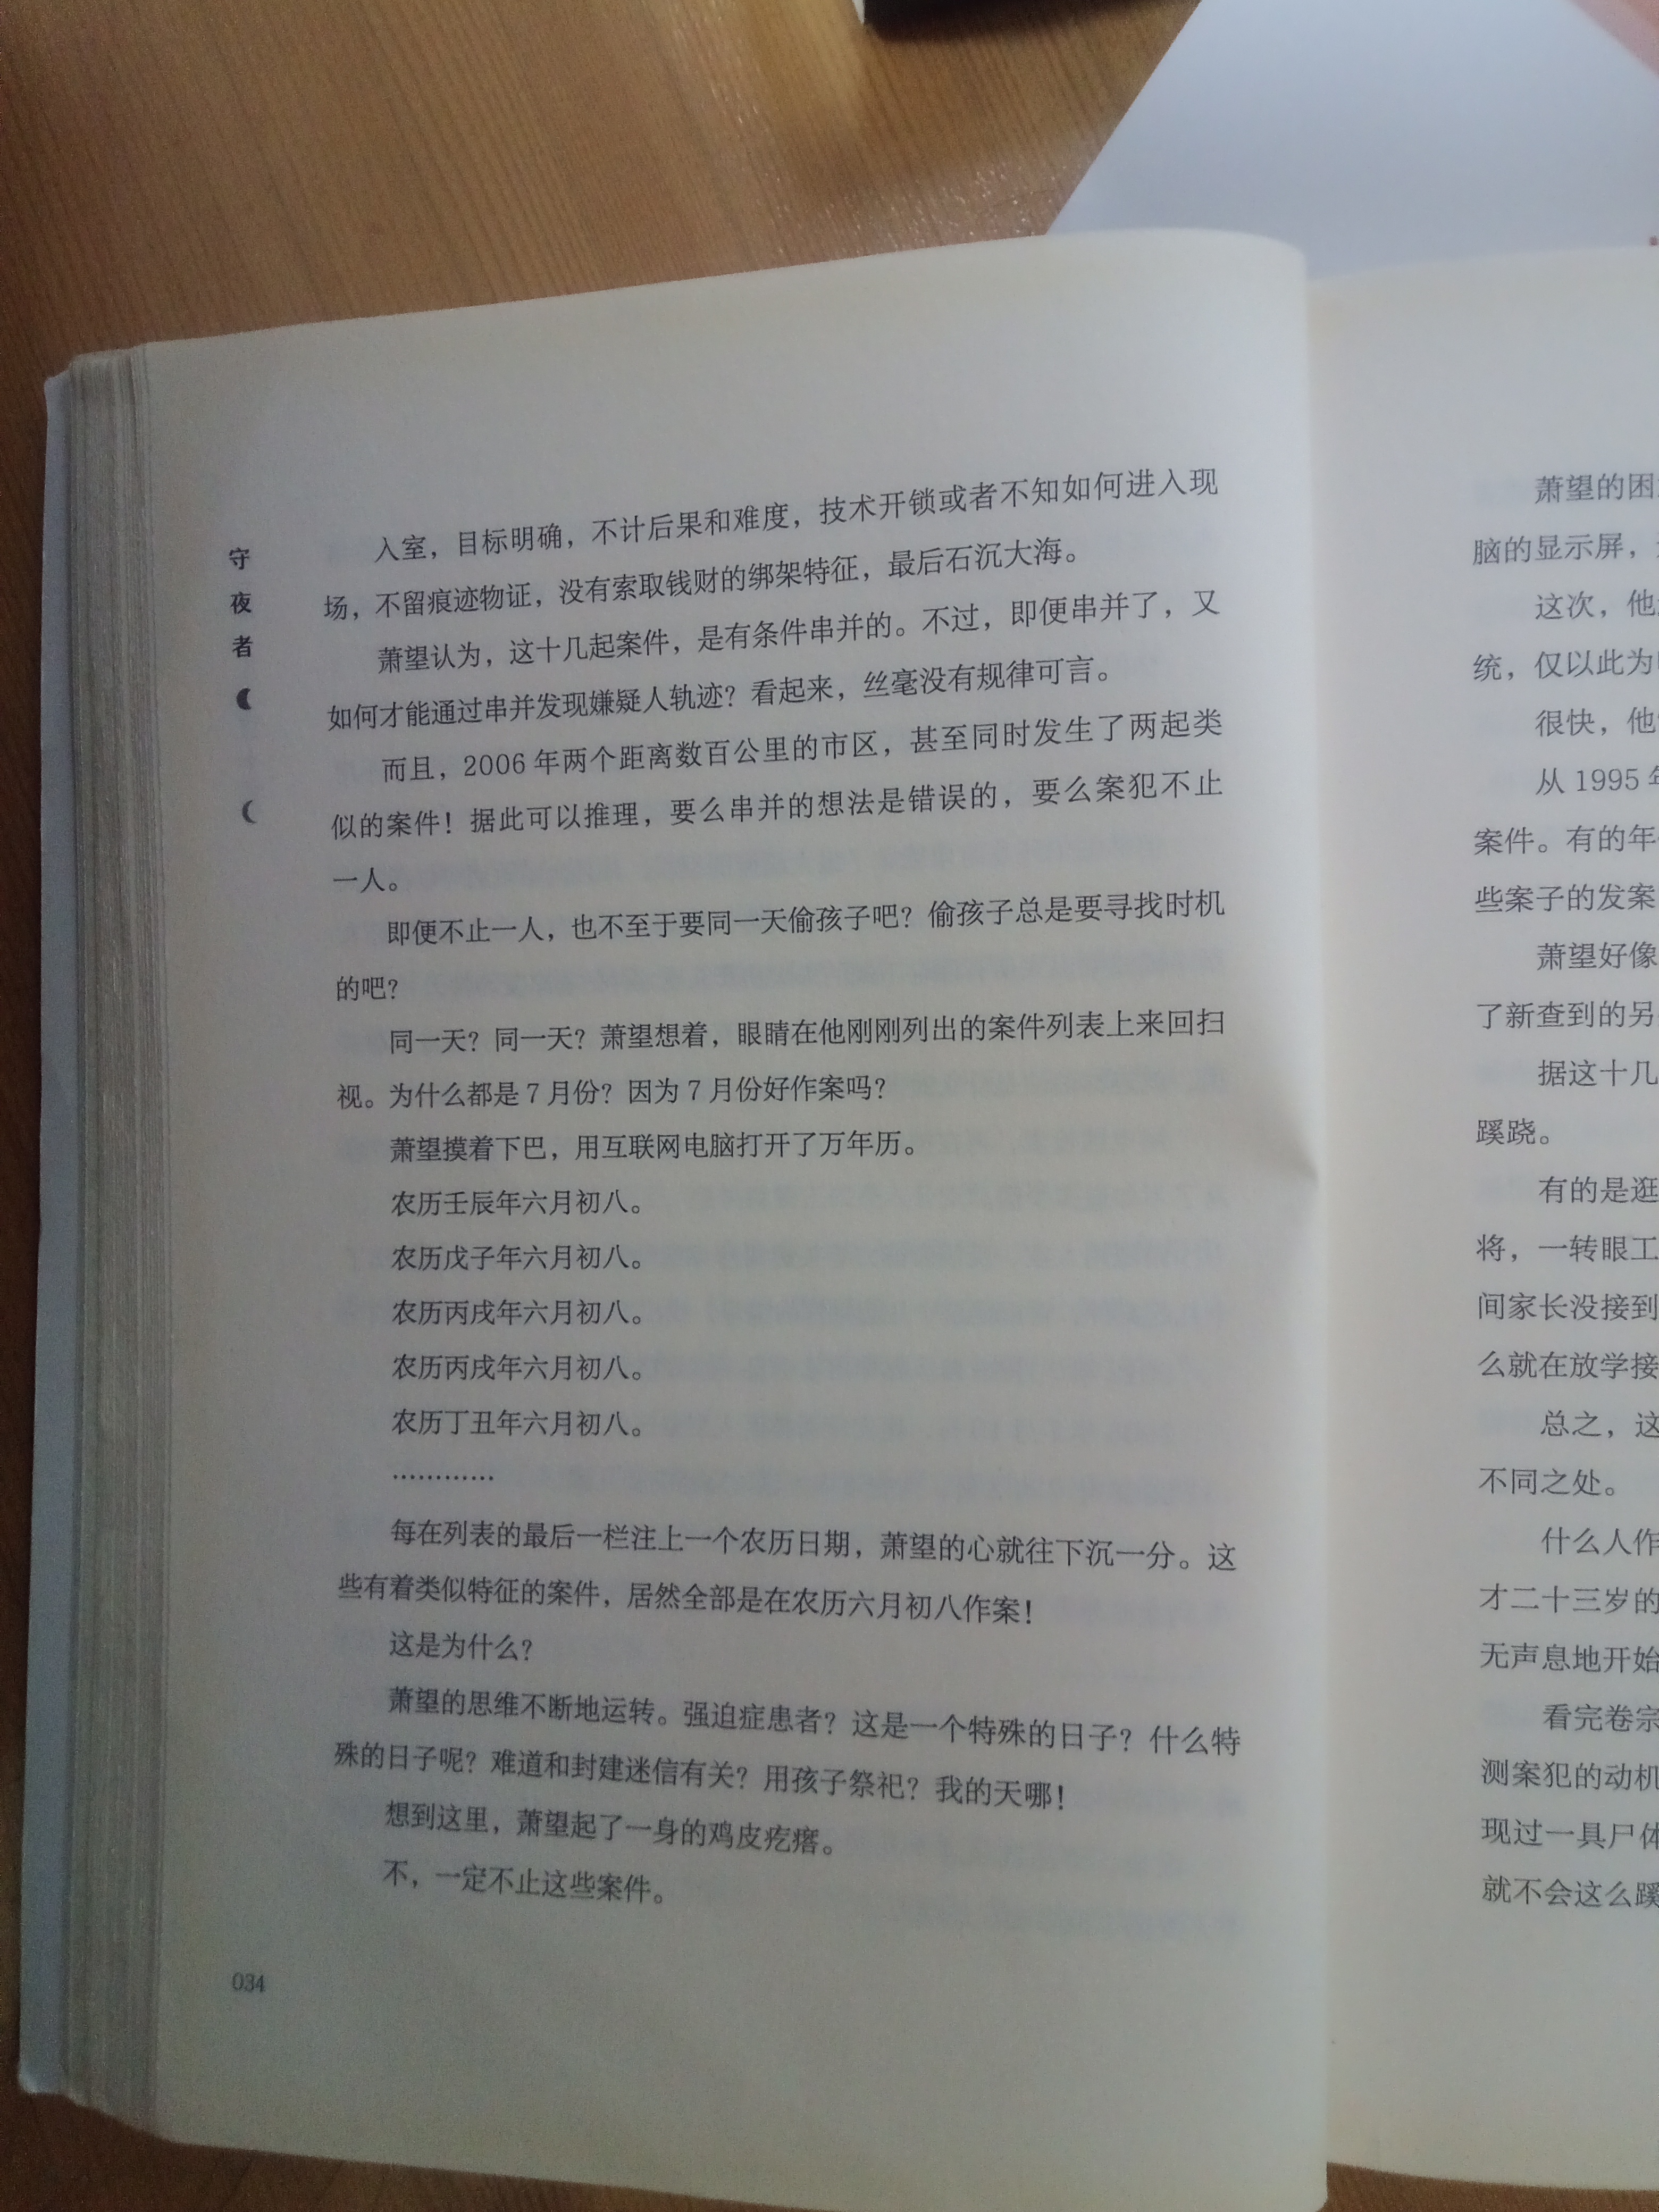 守
夜
者
入室，目标明确，不计后果和难度，技术开锁或者不知如何进入现
场，不留痕迹物证，没有索取钱财的绑架特征，最后石沉大海。
萧望认为，这十几起案件，是有条件串并的。不过，即便串并了，又
如何才能通过串并发现嫌疑人轨迹？看起来，丝毫没有规律可言。
而且，2006年两个距离数百公里的市区，甚至同时发生了两起类
似的案件！据此可以推理，要么串并的想法是错误的，要么案犯不止
一人。
即便不止一人，也不至于要同一天偷孩子吧？偷孩子总是要寻找时机
的吧？
同一天？同一天？萧望想着，眼睛在他刚刚列出的案件列表上来回扫
视。为什么都是7月份？因为7月份好作案吗？
萧望摸着下巴，用互联网电脑打开了万年历。
农历壬辰年六月初八。
农历戊子年六月初八。
农历丙戌年六月初八。
农历丙戌年六月初八。
农历丁丑年六月初八。
…………
每在列表的最后一栏注上一个农历日期，萧望的心就往下沉一分。这
些有着类似特征的案件，居然全部是在农历六月初八作案！
这是为什么？
萧望的思维不断地运转。强迫症患者？这是一个特殊的日子？什么特
殊的日子呢？难道和封建迷信有关？用孩子祭祀？我的天哪！
想到这里，萧望起了一身的鸡皮疙瘩。
不，一定不止这些案件。
034
萧望的困
脑的显示屏，
这次，他
统，仅以此为
很快，他
从1995年
案件。有的年
些案子的发案
萧望好像
了新查到的另
据这十几
蹊跷。
有的是逛
将，一转眼工
间家长没接到
么就在放学接
总之，这
不同之处。
什么人作
才二十三岁的
无声息地开始
看完卷宗
测案犯的动机
现过一具尸体
就不会这么蹊